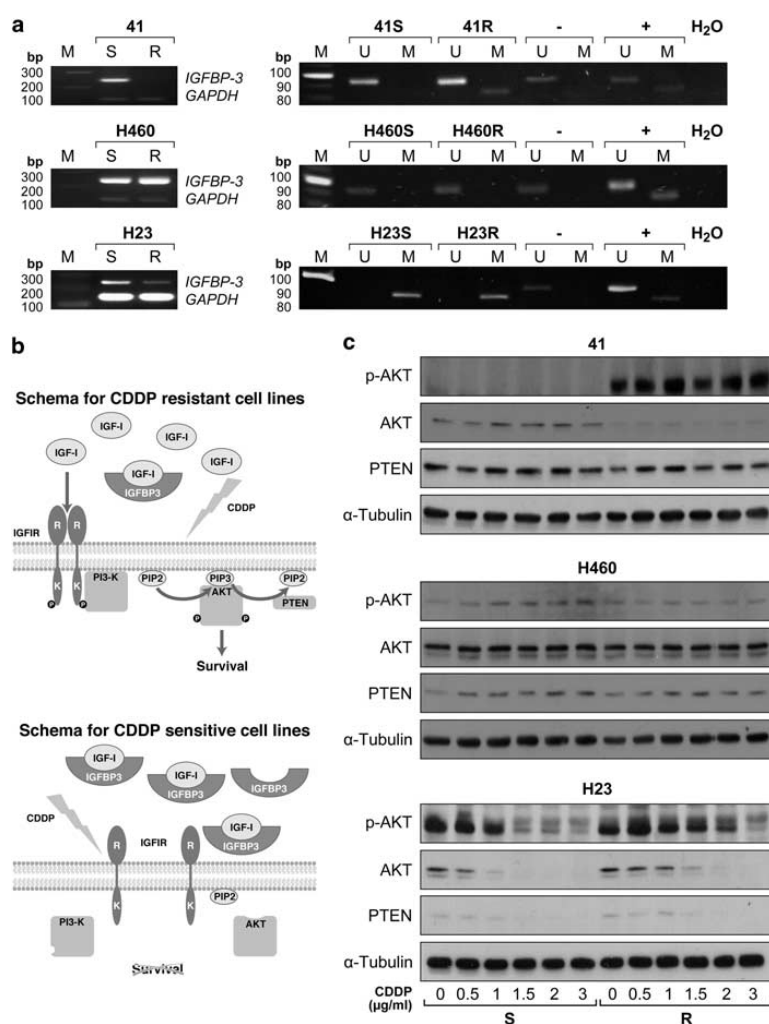 a
41
bp M S R
300
200
100
IGFBP-3
GAPDH
41S 41R - + H₂O
bp M U M U M U M U M
100
90
80
H460
bp M S R
300
200
100
IGFBP-3
GAPDH
H460S H460R - + H₂O
bp M U M U M U M U M
100
90
80
H23
bp M S R
300
200
100
IGFBP-3
GAPDH
H23S H23R - + H₂O
bp M U M U M U M U M
100
90
80
b
Schema for CDDP resistant cell lines
IGF-I
IGF-I
IGF-I
IGF-I
IGF-I
IGFBP3
CDDP
IGFIR
R R
K K
P P
PI3-K
PIP2 PIP3 PIP2
AKT
PTEN
P P
Survival
Schema for CDDP sensitive cell lines
IGF-I
IGFBP3
IGF-I
IGFBP3
IGFBP3
CDDP
IGF-I
IGFBP3
R IGFIR R
K K
PIP2
PI3-K
AKT
Survival
c
41
p-AKT
AKT
PTEN
α-Tubulin
H460
p-AKT
AKT
PTEN
α-Tubulin
H23
p-AKT
AKT
PTEN
α-Tubulin
CDDP 0 0.5 1 1.5 2 3 0 0.5 1 1.5 2 3
(μg/ml)
S R